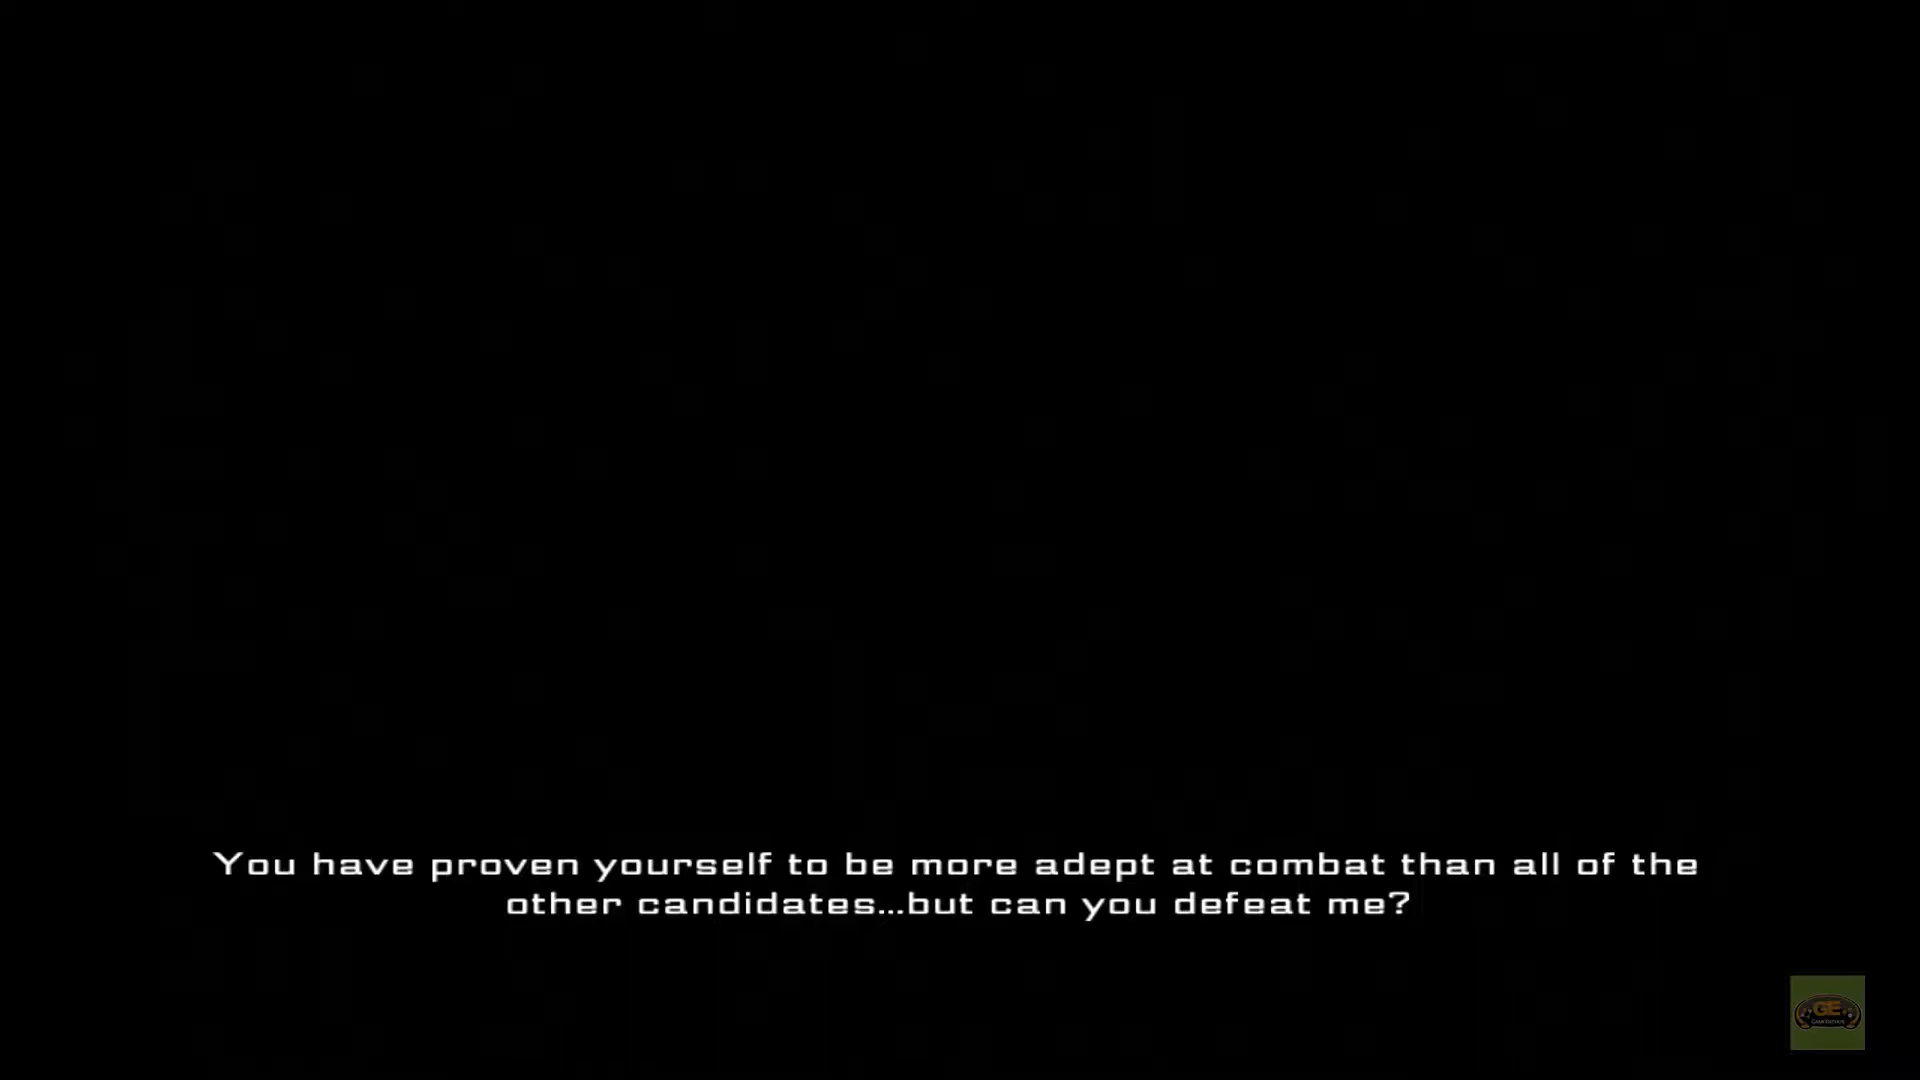 You have proven yourself to be more adept at combat than all of the
other candidates...but can you defeat me?
GE